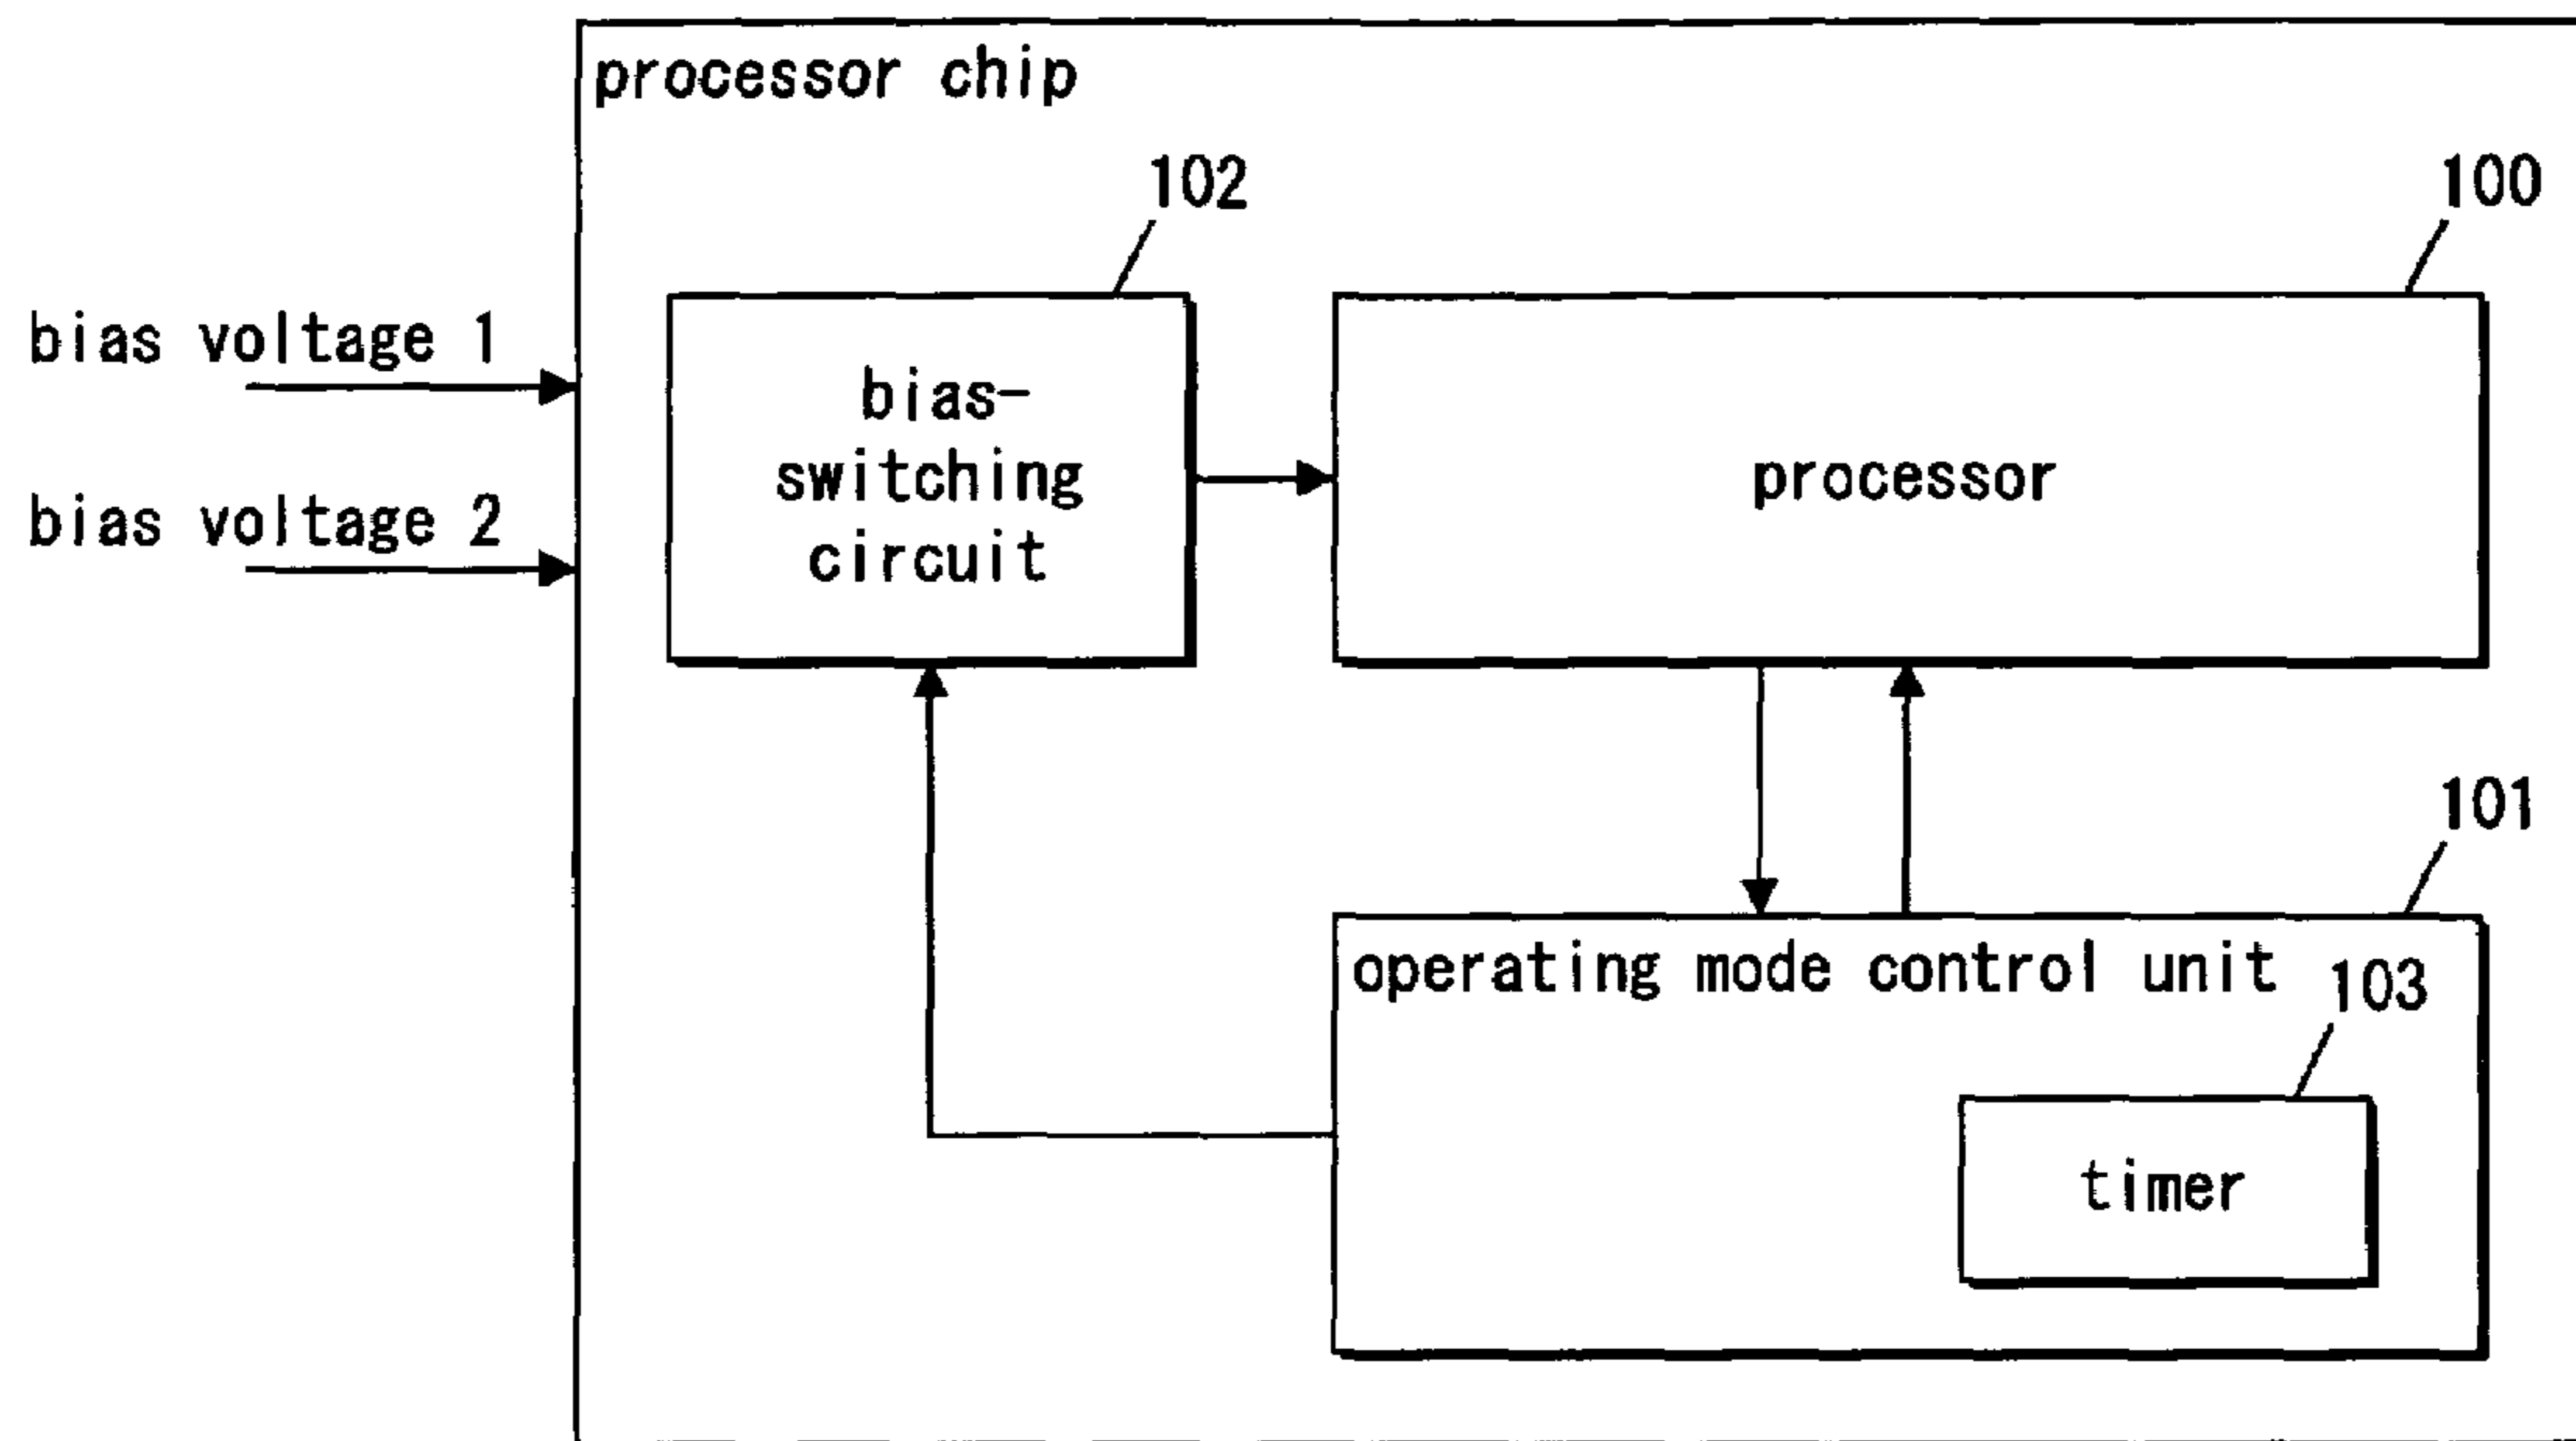 processor chip
102
100
bias voltage 1
bias voltage 2
bias-
switching
circuit
processor
101
operating mode control unit
103
timer